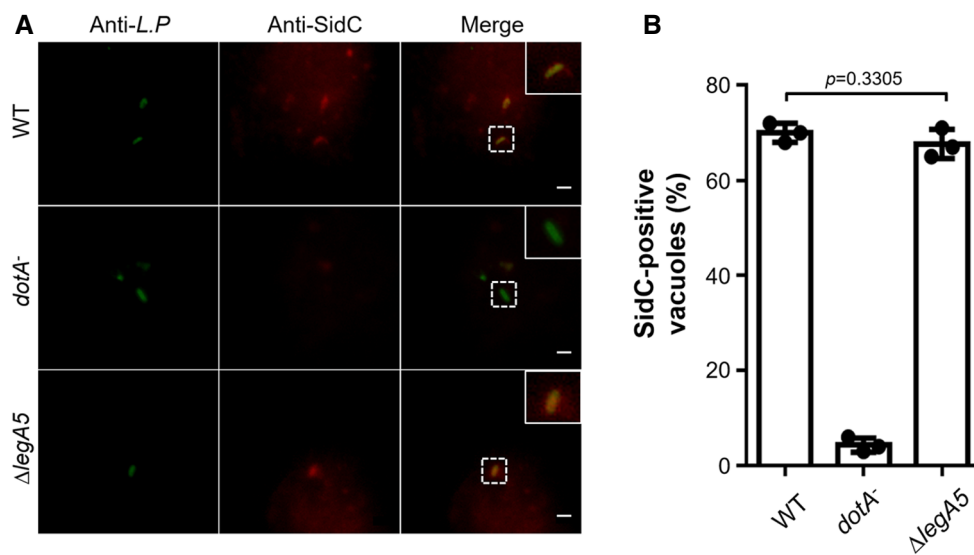 A
Anti-L.P
Anti-SidC
Merge
WT
dotA-
ΔlegA5
B
p=0.3305
SidC-positive
vacuoles (%)
80
60
40
20
0
WT
dotA-
ΔlegA5